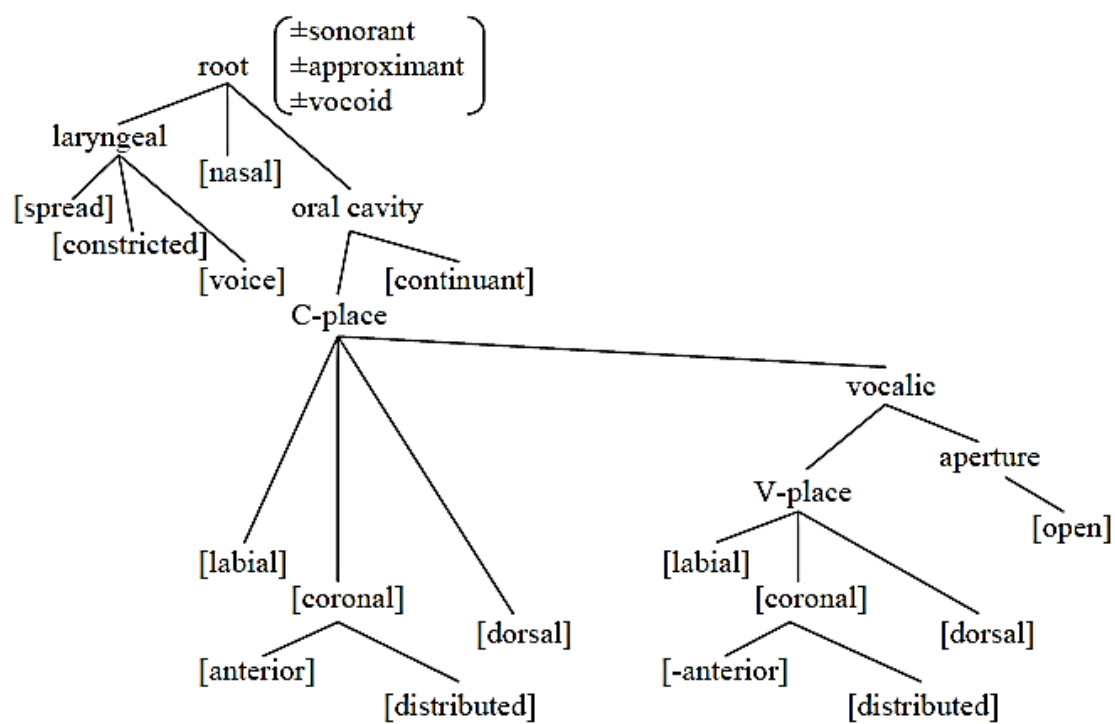 ±sonorant
root ±approximant
±vocoid
laryngeal
[nasal]
[spread] oral cavity
[constricted]
[voice] [continuant]
C-place
vocalic
aperture
V-place
[open]
[labial] [labial]
[coronal] [coronal]
[dorsal] [dorsal]
[anterior] [-anterior]
[distributed] [distributed]